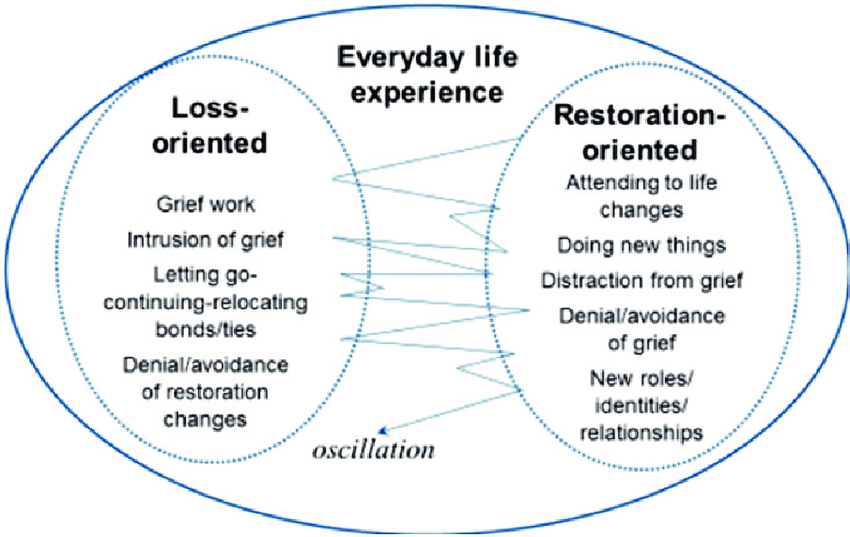 Everyday life
experience
Loss-
oriented
Grief work
Intrusion of grief
Letting go-
continuing-relocating
bonds/ties
Denial/avoidance
of restoration
changes
Restoration-
oriented
Attending to life
changes
Doing new things
Distraction from grief
Denial/avoidance
of grief
New roles/
identities/
relationships
oscillation